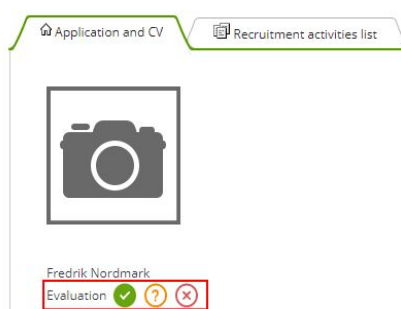 Application and CV
Recruitment activities list
Fredrik Nordmark
Evaluation ?